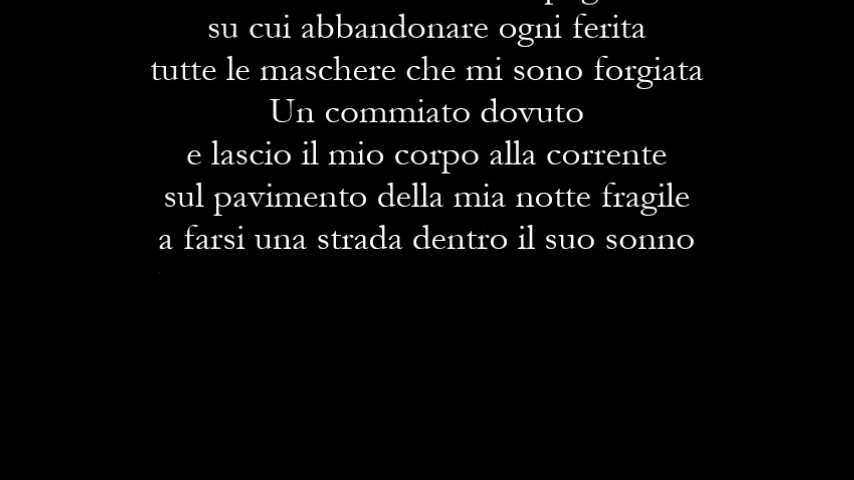 su cui abbandonare ogni ferita
tutte le maschere che mi sono forgiata
Un commiato dovuto
e lascio il mio corpo alla corrente
sul pavimento della mia notte fragile
a farsi una strada dentro il suo sonno